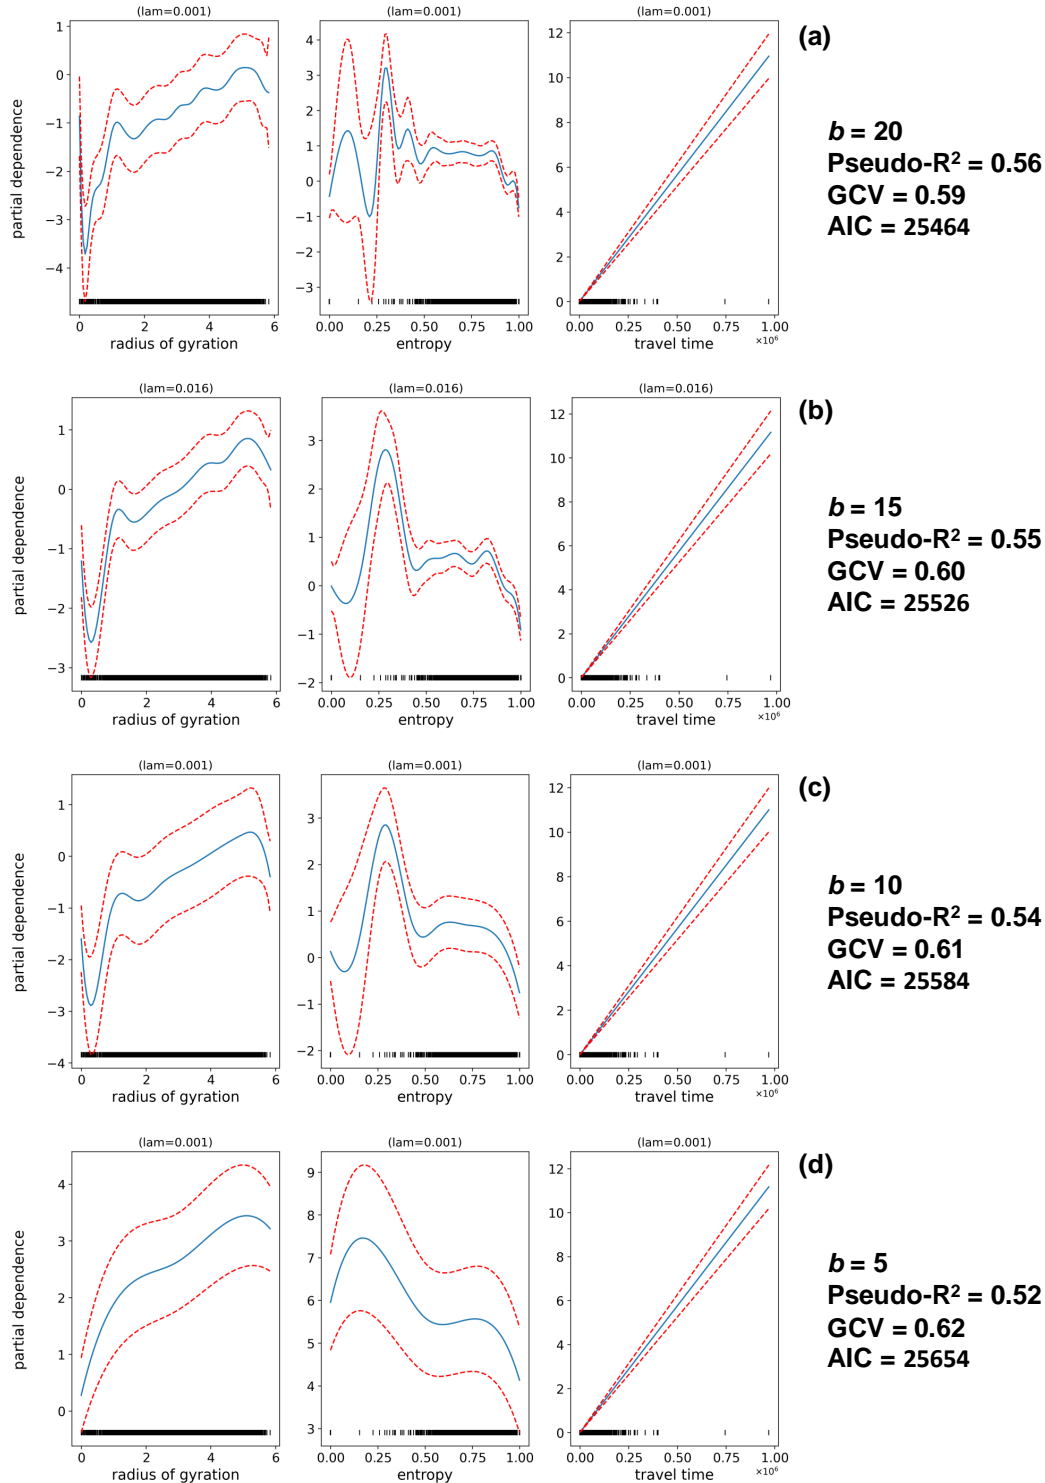 (lam=0.001) (lam=0.001) (lam=0.001)
(a)
partial dependence
1
0
−1
−2
−3
−4
0 2 4 6
radius of gyration
4
3
2
1
0
−1
−2
−3
0.00 0.25 0.50 0.75 1.00
entropy
12
10
8
6
4
2
0
0.00 0.25 0.50 0.75 1.00
travel time
×10⁶
b = 20
Pseudo-R² = 0.56
GCV = 0.59
AIC = 25464
(lam=0.016) (lam=0.016) (lam=0.016)
(b)
partial dependence
1
0
−1
−2
−3
0 2 4 6
radius of gyration
3
2
1
0
−1
−2
0.00 0.25 0.50 0.75 1.00
entropy
12
10
8
6
4
2
0
0.00 0.25 0.50 0.75 1.00
travel time
×10⁶
b = 15
Pseudo-R² = 0.55
GCV = 0.60
AIC = 25526
(lam=0.001) (lam=0.001) (lam=0.001)
(c)
partial dependence
1
0
−1
−2
−3
−4
0 2 4 6
radius of gyration
3
2
1
0
−1
−2
0.00 0.25 0.50 0.75 1.00
entropy
12
10
8
6
4
2
0
0.00 0.25 0.50 0.75 1.00
travel time
×10⁶
b = 10
Pseudo-R² = 0.54
GCV = 0.61
AIC = 25584
(lam=0.001) (lam=0.001) (lam=0.001)
(d)
partial dependence
4
3
2
1
0
0 2 4 6
radius of gyration
9
8
7
6
5
4
3
0.00 0.25 0.50 0.75 1.00
entropy
12
10
8
6
4
2
0
0.00 0.25 0.50 0.75 1.00
travel time
×10⁶
b = 5
Pseudo-R² = 0.52
GCV = 0.62
AIC = 25654